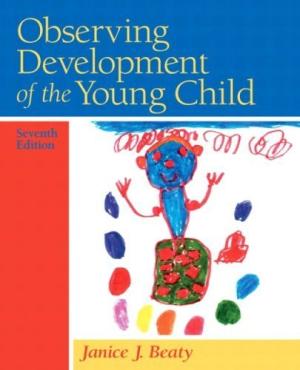 Observing
Development
of the Young Child
Seventh
Edition
Janice J. Beaty